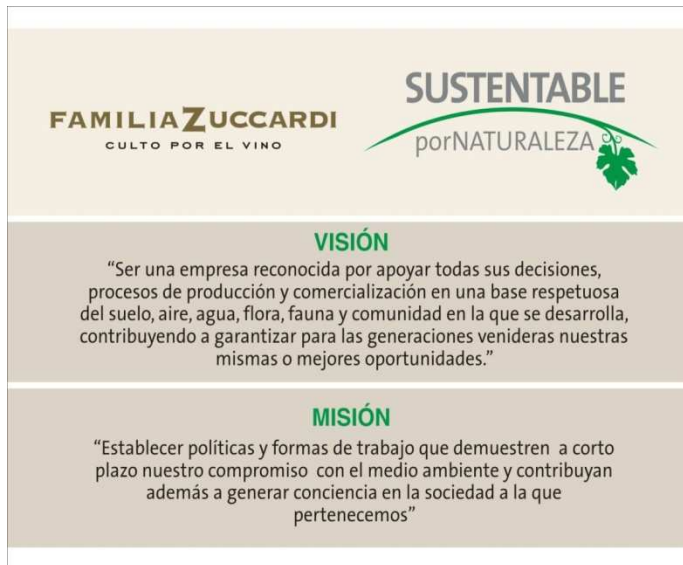 FAMILIA ZUCCARDI
CULTO POR EL VINO
SUSTENTABLE
porNATURALEZA
VISIÓN
“Ser una empresa reconocida por apoyar todas sus decisiones,
procesos de producción y comercialización en una base respetuosa
del suelo, aire, agua, flora, fauna y comunidad en la que se desarrolla,
contribuyendo a garantizar para las generaciones venideras nuestras
mismas o mejores oportunidades.”
MISIÓN
“Establecer políticas y formas de trabajo que demuestren a corto
plazo nuestro compromiso con el medio ambiente y contribuyan
además a generar conciencia en la sociedad a la que
pertenecemos”